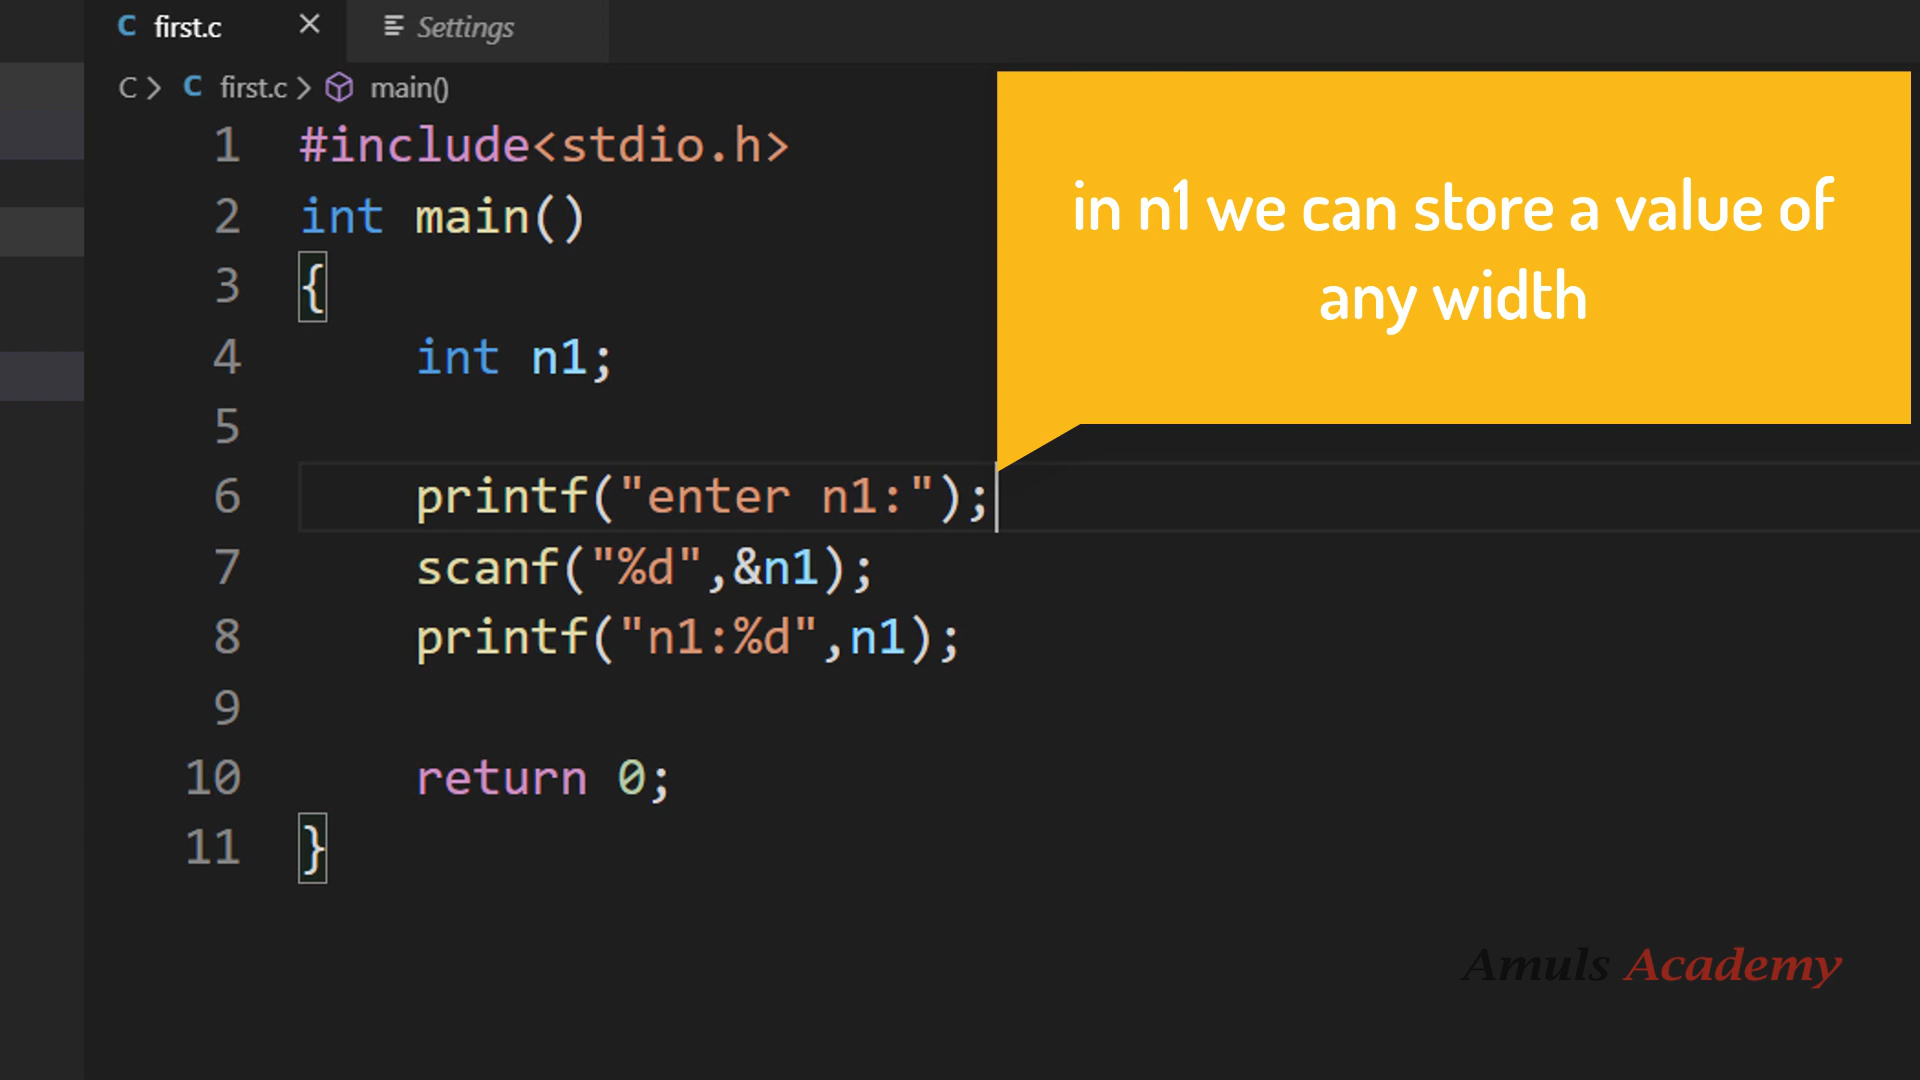 C first.c × Settings
C > C first.c > main()
1 #include<stdio.h>
2 int main()
3 {
4 int n1;
5
6 printf("enter n1:");
7 scanf("%d",&n1);
8 printf("n1:%d",n1);
9
10 return 0;
11 }
in n1 we can store a value of
any width
Amuls Academy